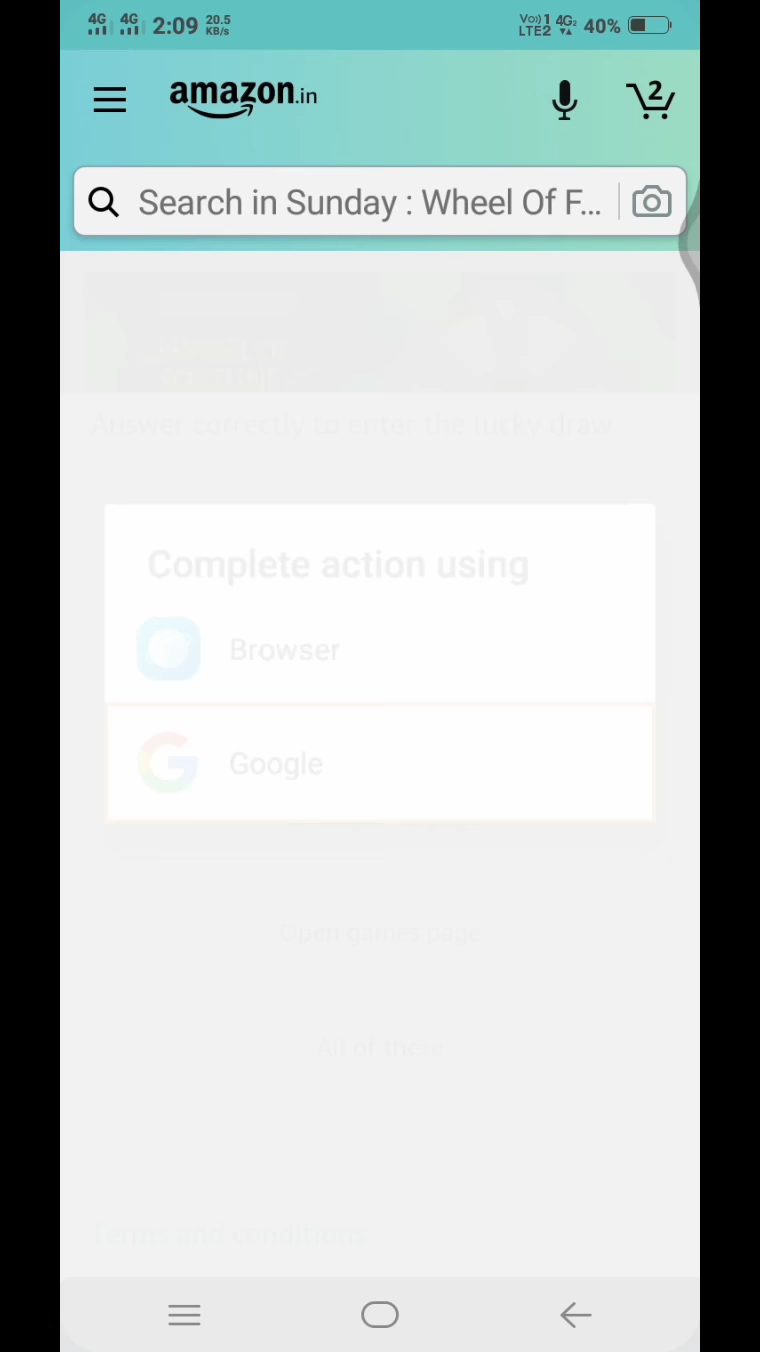 4G 4G 2:09 20.5 KB/s Vo)) 1 LTE2 4G2 40%
amazon.in
2
Search in Sunday : Wheel Of F...
Answer correctly to enter the lucky draw
Complete action using
Browser
Google
Open games page
All of these
Terms and conditions